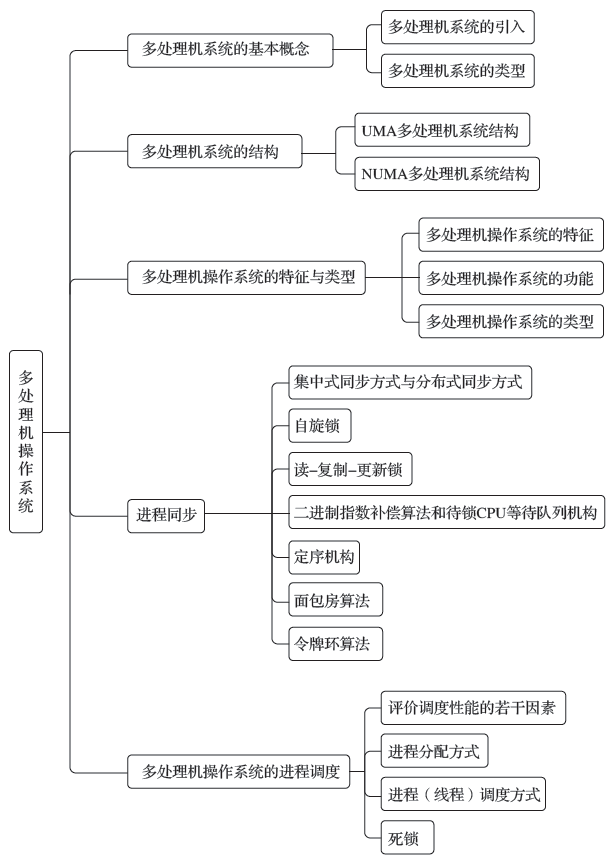 多处理机操作系统
多处理机系统的基本概念
多处理机系统的引入
多处理机系统的类型
多处理机系统的结构
UMA多处理机系统结构
NUMA多处理机系统结构
多处理机操作系统的特征与类型
多处理机操作系统的特征
多处理机操作系统的功能
多处理机操作系统的类型
进程同步
集中式同步方式与分布式同步方式
自旋锁
读–复制–更新锁
二进制指数补偿算法和待锁CPU等待队列机构
定序机构
面包房算法
令牌环算法
多处理机操作系统的进程调度
评价调度性能的若干因素
进程分配方式
进程（线程）调度方式
死锁